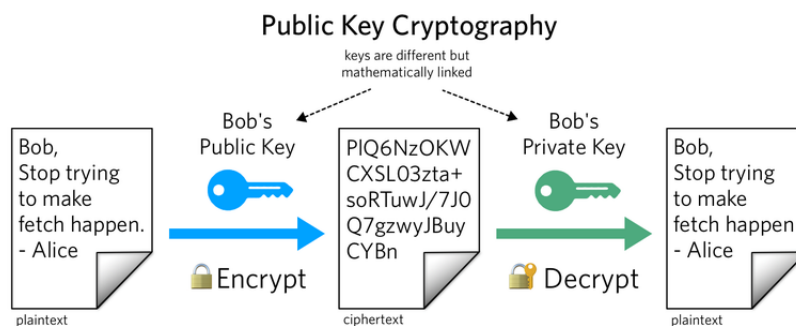 Public Key Cryptography
keys are different but
mathematically linked
Bob's
Public Key
Bob's
Private Key
Bob,
Stop trying
to make
fetch happen.
- Alice
plaintext
Encrypt
PlQ6NzOKW
CXSL03zta+
soRTuwJ/7J0
Q7gzwyJBuy
CYBn
ciphertext
Decrypt
Bob,
Stop trying
to make
fetch happen.
- Alice
plaintext